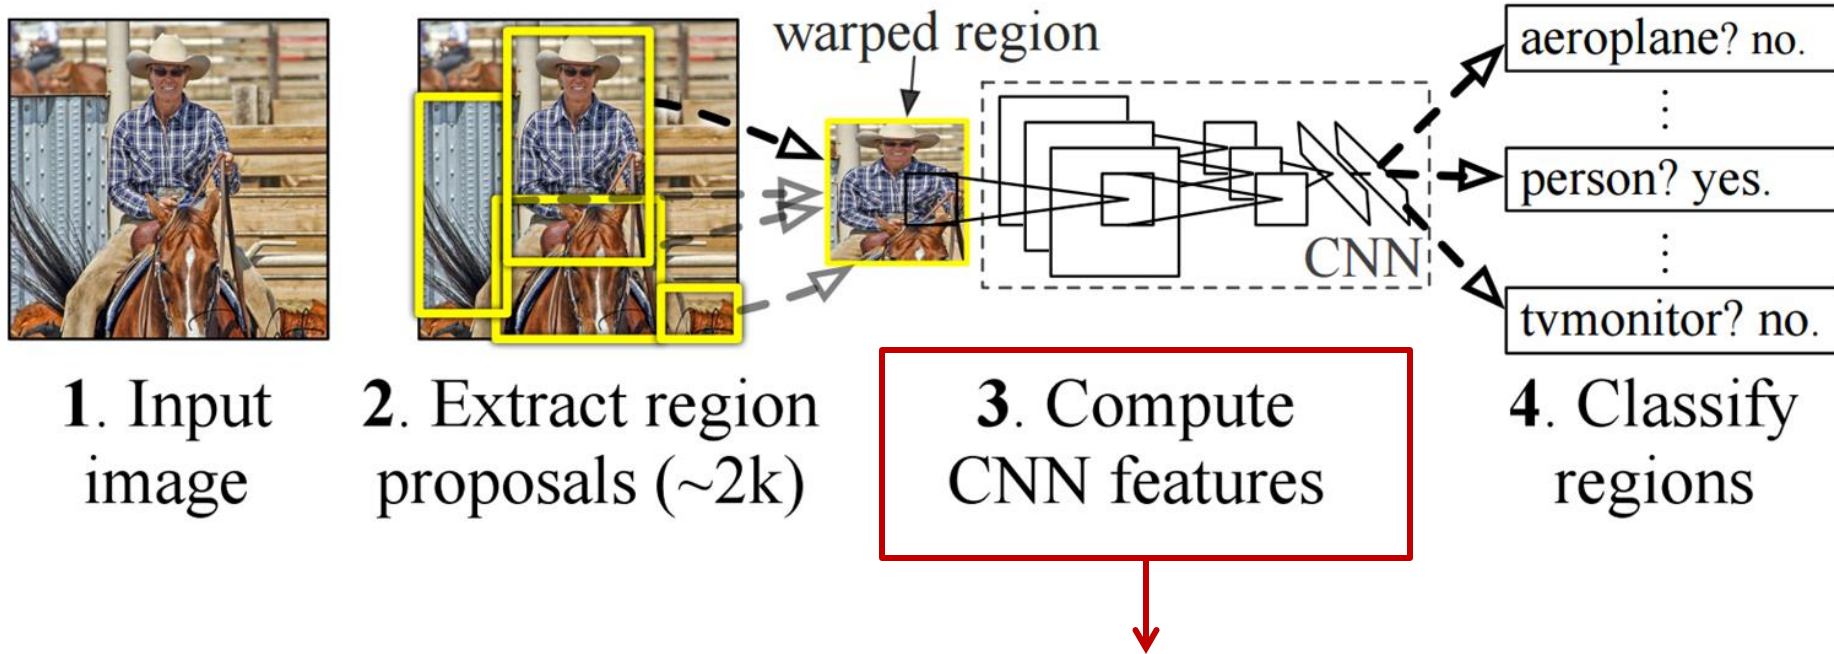 warped region
aeroplane? no.
person? yes.
CNN
tvmonitor? no.
1. Input
image
2. Extract region
proposals (~2k)
3. Compute
CNN features
4. Classify
regions